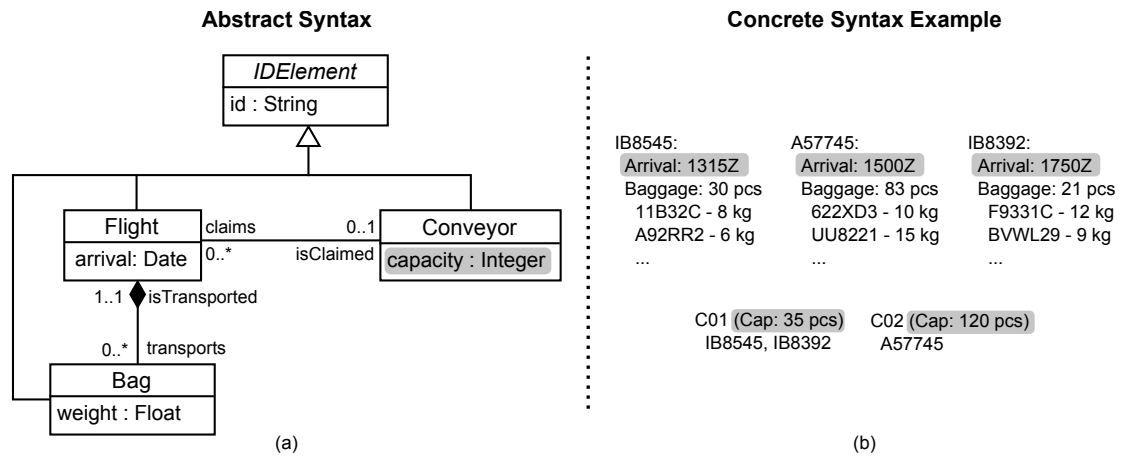 Abstract Syntax
IDElement
id : String
Flight
arrival: Date
claims
0..*
0..1
isClaimed
Conveyor
capacity : Integer
1..1
isTransported
0..*
transports
Bag
weight : Float
(a)
Concrete Syntax Example
IB8545:
Arrival: 1315Z
Baggage: 30 pcs
11B32C - 8 kg
A92RR2 - 6 kg
...
A57745:
Arrival: 1500Z
Baggage: 83 pcs
622XD3 - 10 kg
UU8221 - 15 kg
...
IB8392:
Arrival: 1750Z
Baggage: 21 pcs
F9331C - 12 kg
BVWL29 - 9 kg
...
C01 (Cap: 35 pcs)
IB8545, IB8392
C02 (Cap: 120 pcs)
A57745
(b)